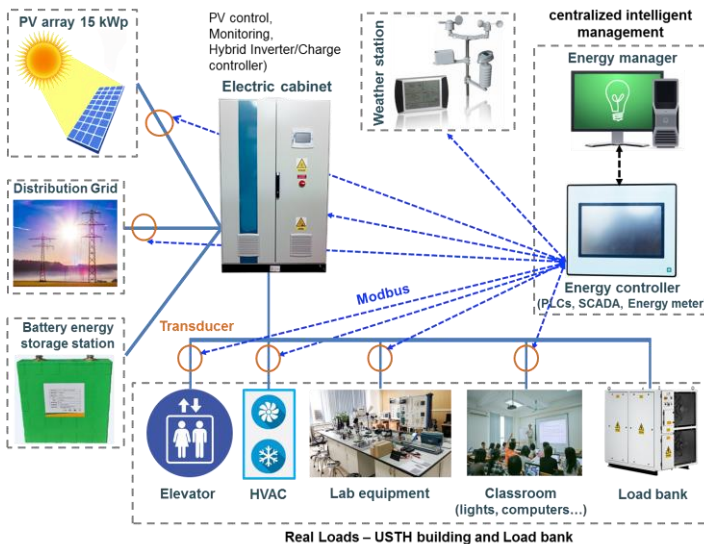 PV array 15 kWp
PV control,
Monitoring,
Hybrid Inverter/Charge
controller)
Electric cabinet
Weather station
centralized intelligent
management
Energy manager
Distribution Grid
Energy controller
(PLCs, SCADA, Energy meter
Modbus
Transducer
Battery energy
storage station
Elevator
HVAC
Lab equipment
Classroom
(lights, computers…)
Load bank
Real Loads – USTH building and Load bank